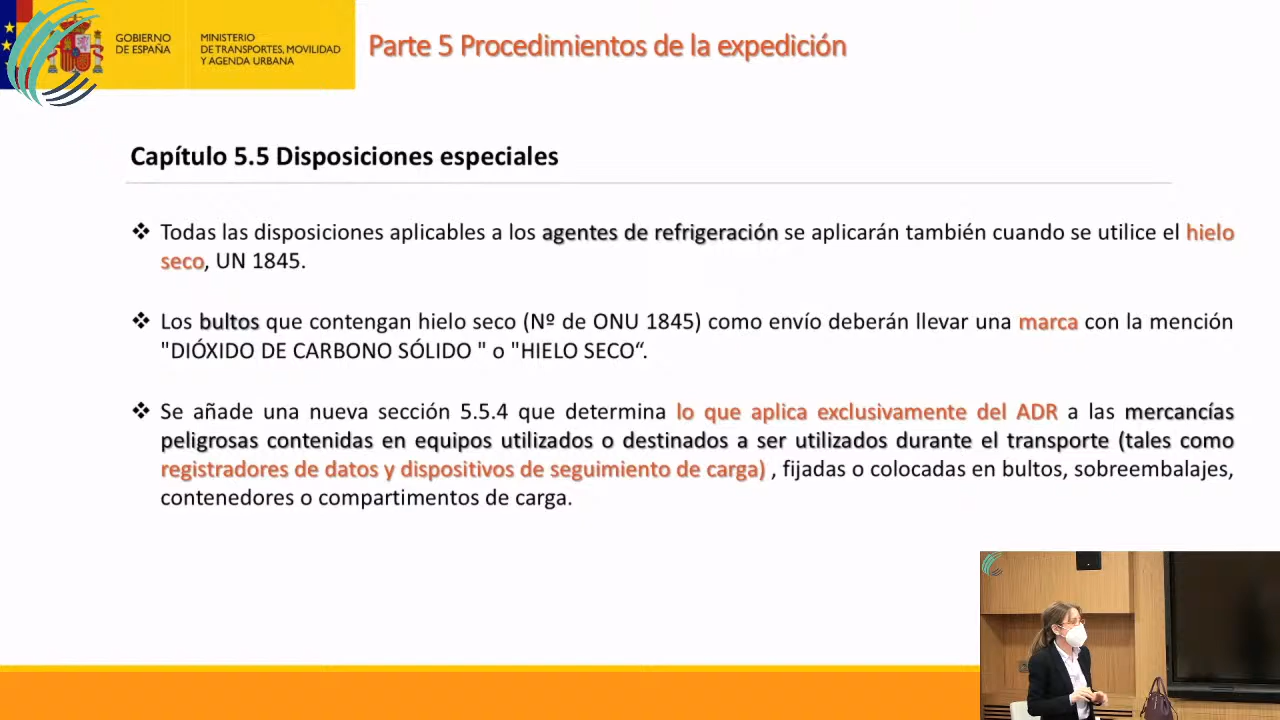 GOBIERNO
DE ESPAÑA
MINISTERIO
DE TRANSPORTES, MOVILIDAD
Y AGENDA URBANA
Parte 5 Procedimientos de la expedición
Capítulo 5.5 Disposiciones especiales
❖ Todas las disposiciones aplicables a los agentes de refrigeración se aplicarán también cuando se utilice el hielo
seco, UN 1845.
❖ Los bultos que contengan hielo seco (Nº de ONU 1845) como envío deberán llevar una marca con la mención
"DIÓXIDO DE CARBONO SÓLIDO " o "HIELO SECO“.
❖ Se añade una nueva sección 5.5.4 que determina lo que aplica exclusivamente del ADR a las mercancías
peligrosas contenidas en equipos utilizados o destinados a ser utilizados durante el transporte (tales como
registradores de datos y dispositivos de seguimiento de carga) , fijadas o colocadas en bultos, sobreembalajes,
contenedores o compartimentos de carga.